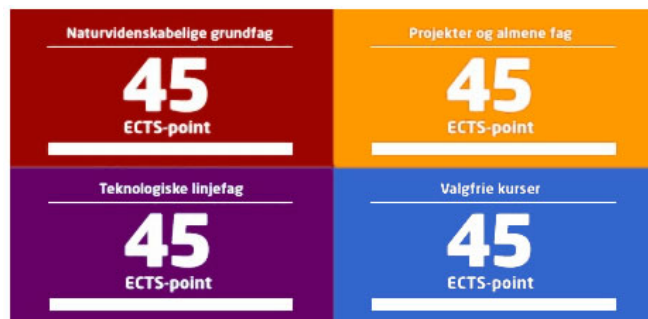 Naturvidenskabelige grundfag
45
ECTS-point
Projekter og almene fag
45
ECTS-point
Teknologiske linjefag
45
ECTS-point
Valgfrie kurser
45
ECTS-point